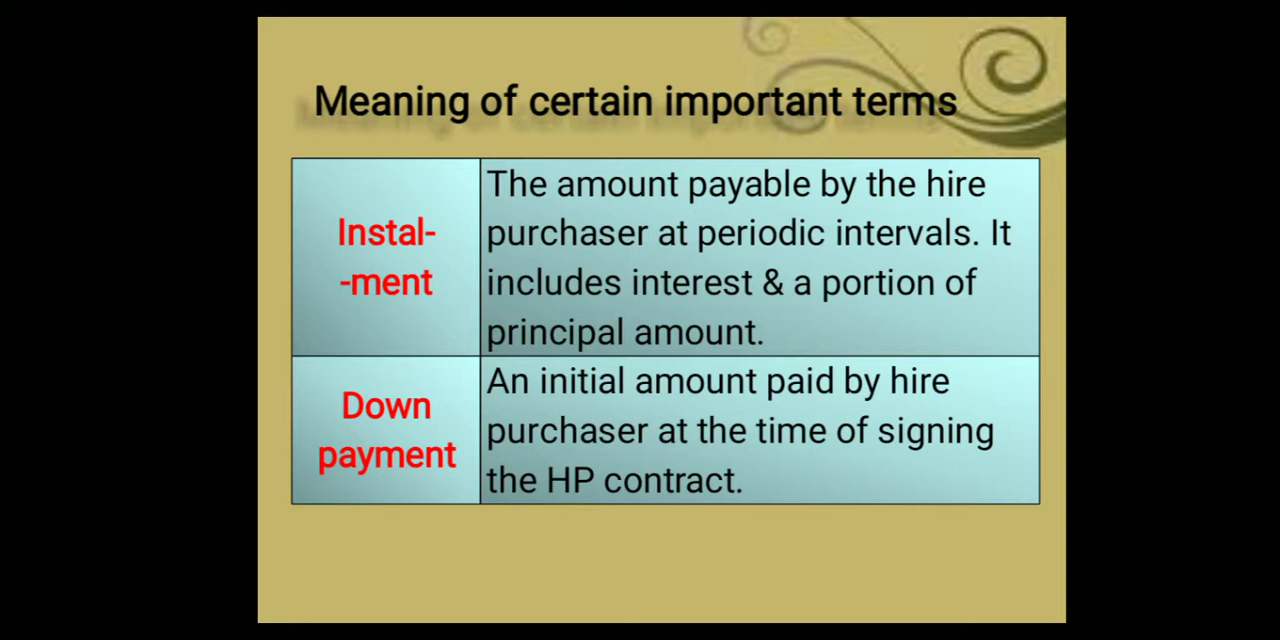 Meaning of certain important terms
Instal-
-ment
The amount payable by the hire
purchaser at periodic intervals. It
includes interest & a portion of
principal amount.
Down
payment
An initial amount paid by hire
purchaser at the time of signing
the HP contract.